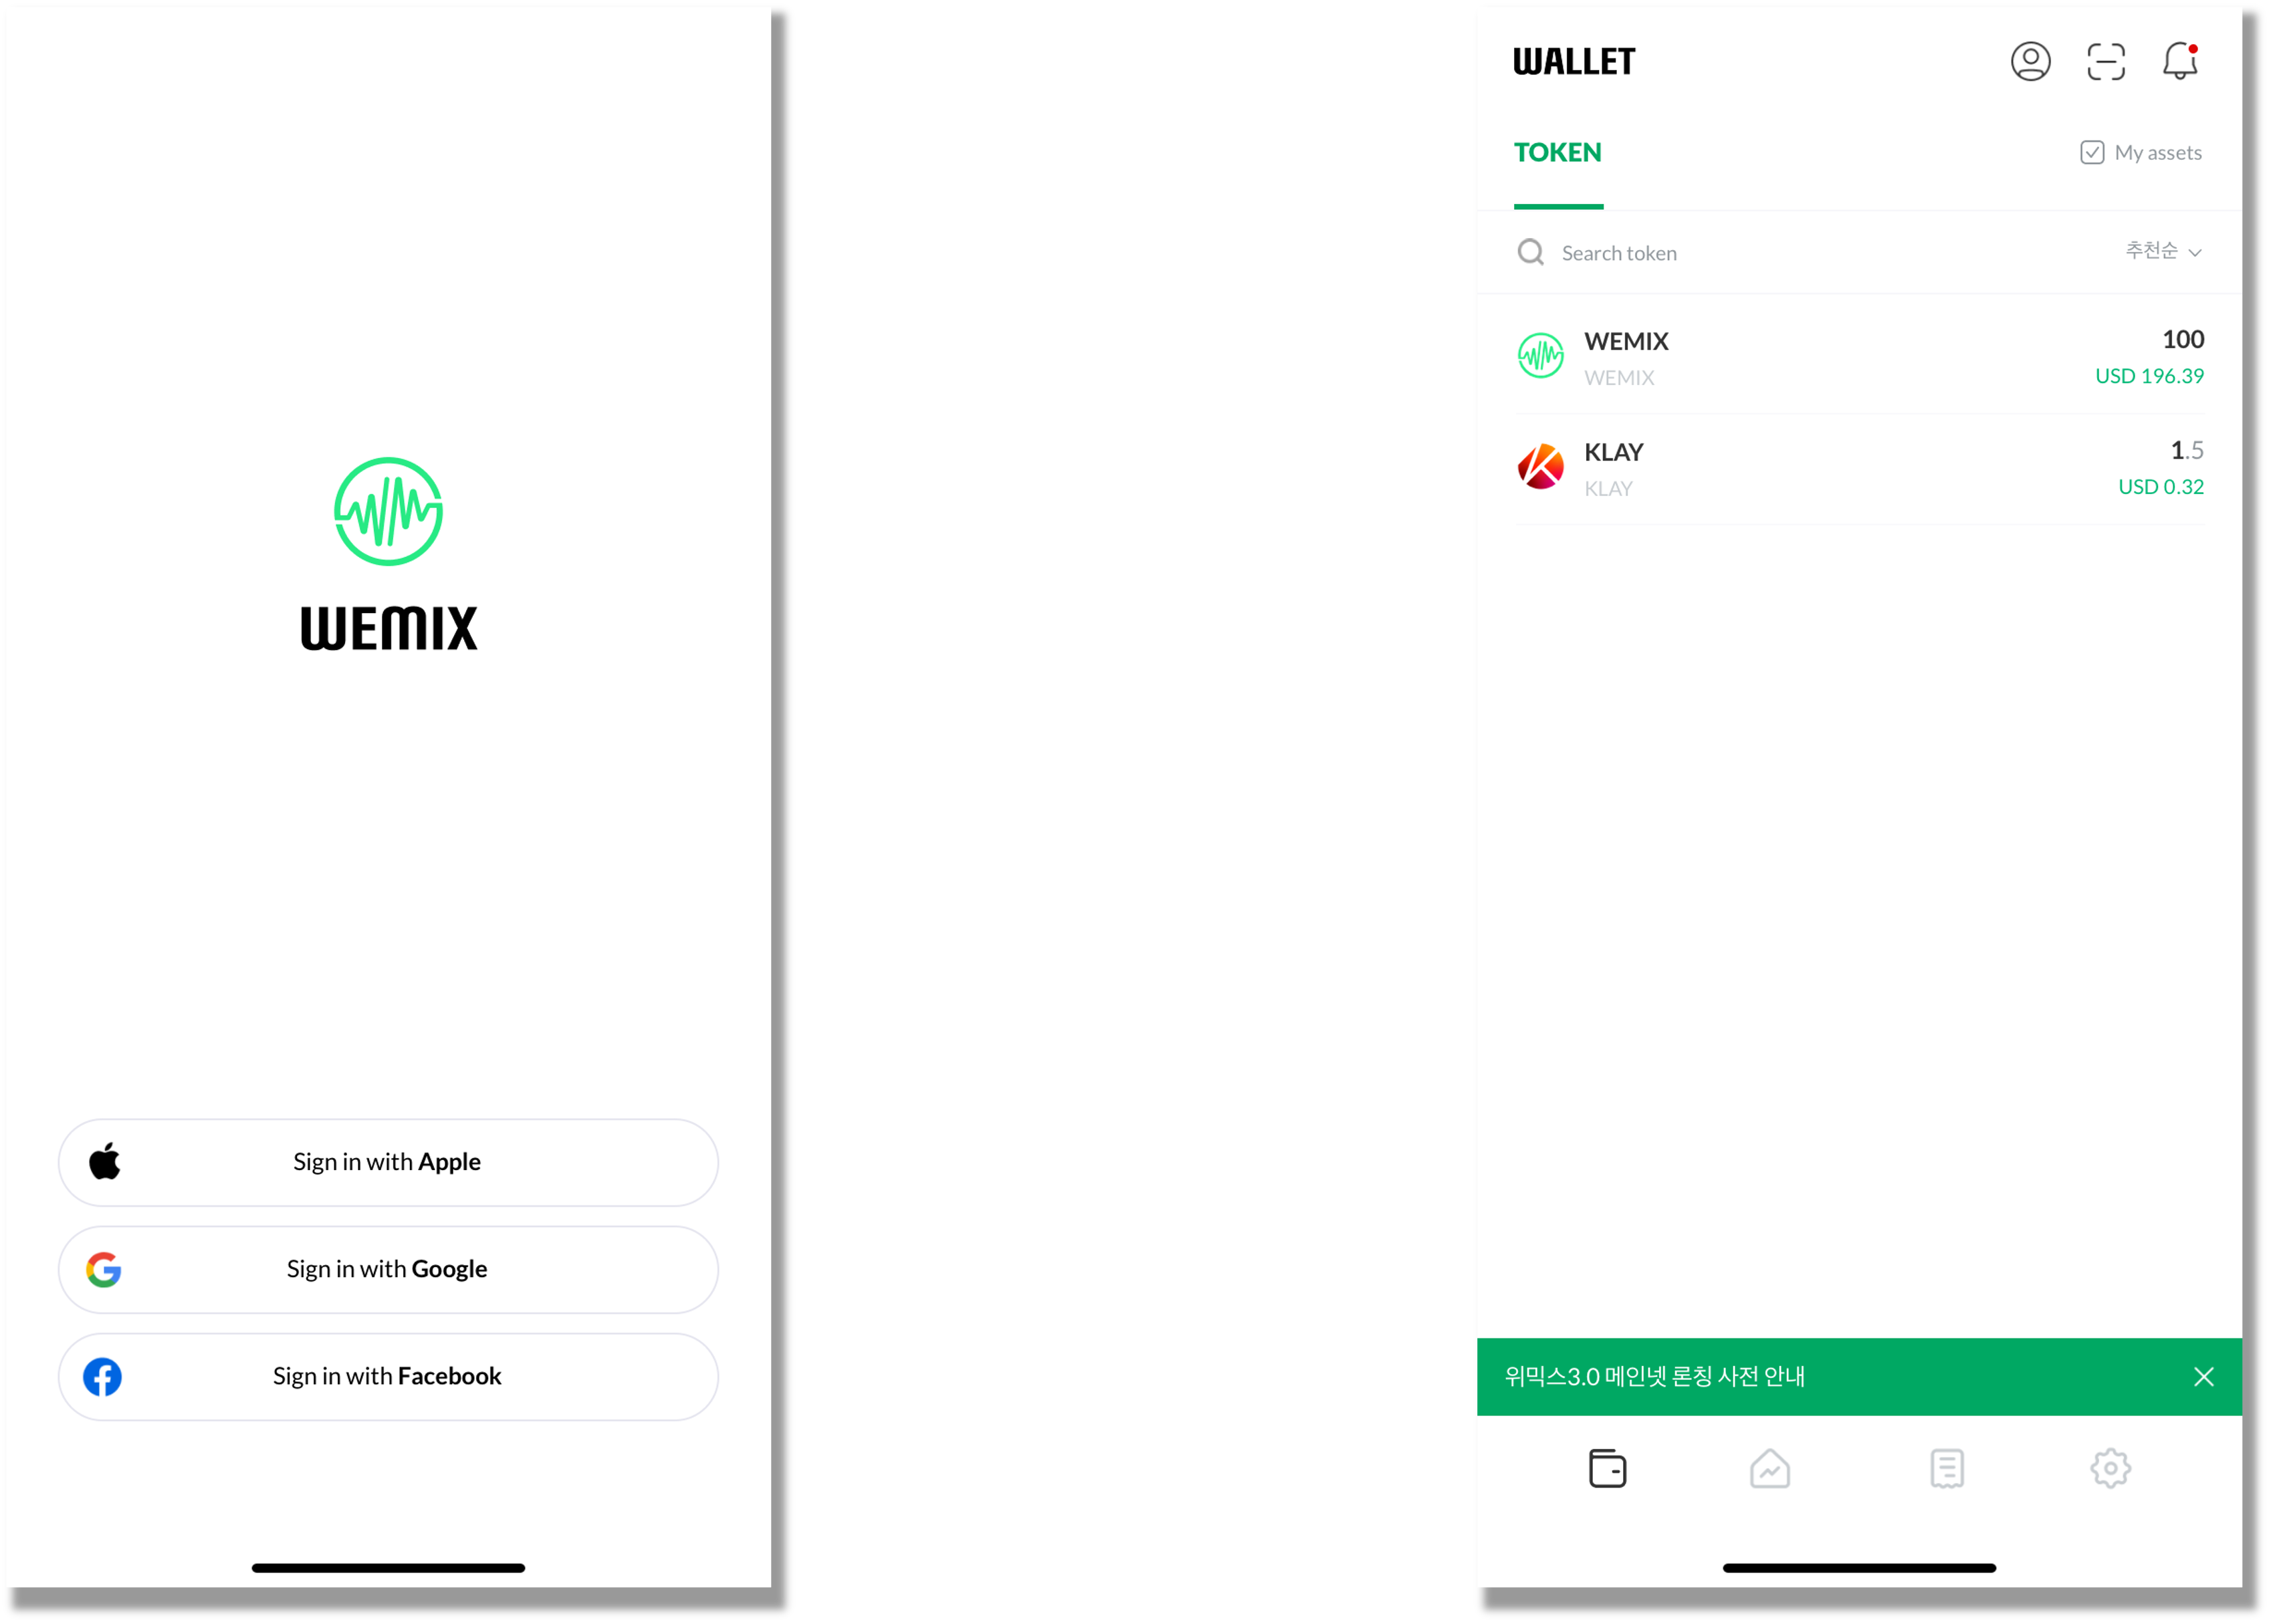 WEMIX
Sign in with Apple
Sign in with Google
Sign in with Facebook
WALLET
TOKEN
My assets
Search token
추천순
WEMIX
100
WEMIX
USD 196.39
KLAY
1.5
KLAY
USD 0.32
위믹스3.0 메인넷 론칭 사전 안내